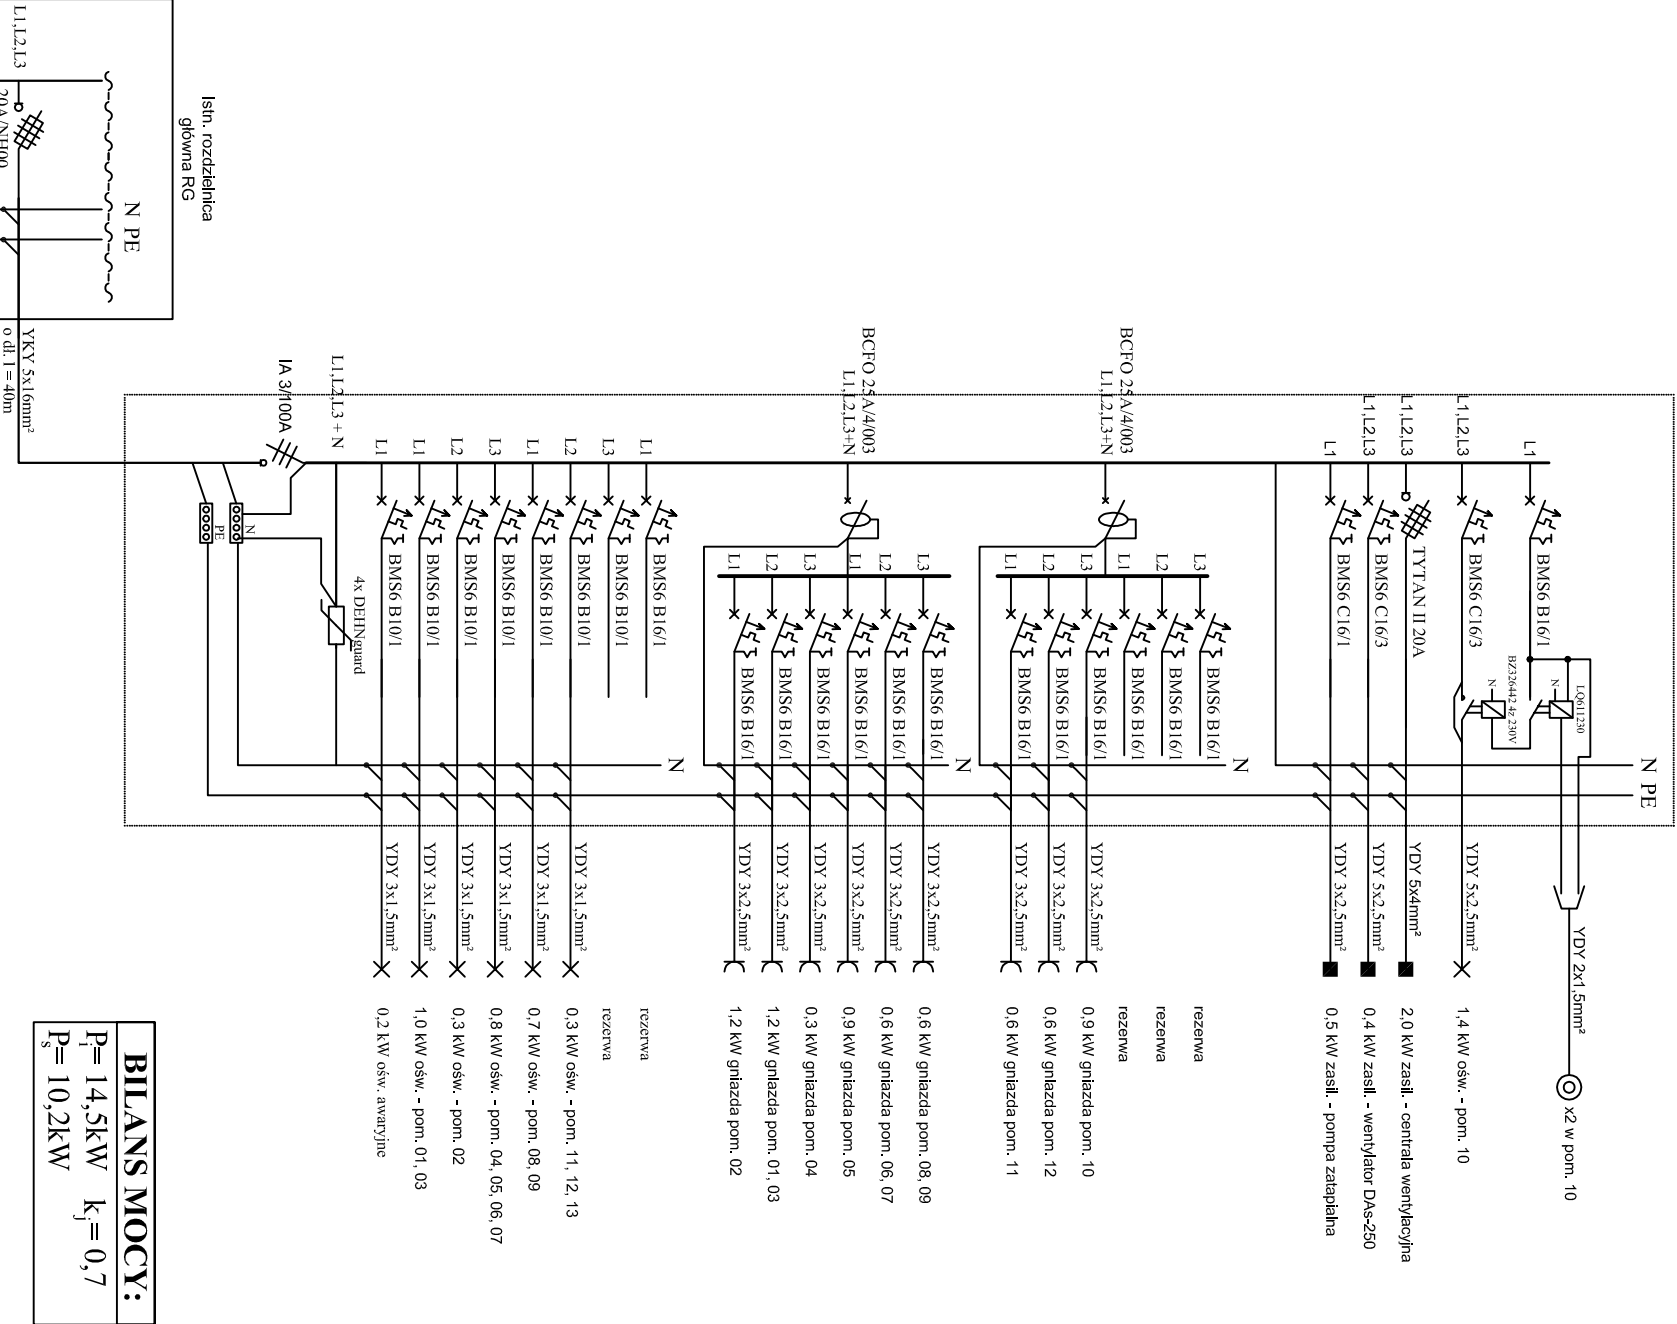 L1,L2,L3
20A/NH00
N PE
Istn. rozdzielnica
główna RG
YKY 5x16mm²
o dł. l = 40m
IA 3/100A
L1,L2,L3 + N
N
PE
4x DEHNguard
L1
BMS6 B10/1
YDY 3x1,5mm²
0,2 kW ośw. awaryjne
L1
BMS6 B10/1
YDY 3x1,5mm²
1,0 kW ośw. - pom. 01, 03
L2
BMS6 B10/1
YDY 3x1,5mm²
0,3 kW ośw. - pom. 02
L3
BMS6 B10/1
YDY 3x1,5mm²
0,8 kW ośw. - pom. 04, 05, 06, 07
L1
BMS6 B10/1
YDY 3x1,5mm²
0,7 kW ośw. - pom. 08, 09
L2
BMS6 B10/1
YDY 3x1,5mm²
0,3 kW ośw. - pom. 11, 12, 13
L3
BMS6 B10/1
rezerwa
L1
BMS6 B16/1
rezerwa
N
BCFO 25A/4/003
L1,L2,L3+N
L1
BMS6 B16/1
YDY 3x2,5mm²
1,2 kW gniazda pom. 02
L2
BMS6 B16/1
YDY 3x2,5mm²
1,2 kW gniazda pom. 01, 03
L3
BMS6 B16/1
YDY 3x2,5mm²
0,3 kW gniazda pom. 04
L1
BMS6 B16/1
YDY 3x2,5mm²
0,9 kW gniazda pom. 05
L2
BMS6 B16/1
YDY 3x2,5mm²
0,6 kW gniazda pom. 06, 07
L3
BMS6 B16/1
YDY 3x2,5mm²
0,6 kW gniazda pom. 08, 09
N
BCFO 25A/4/003
L1,L2,L3+N
L1
BMS6 B16/1
YDY 3x2,5mm²
0,6 kW gniazda pom. 11
L2
BMS6 B16/1
YDY 3x2,5mm²
0,6 kW gniazda pom. 12
L3
BMS6 B16/1
YDY 3x2,5mm²
0,9 kW gniazda pom. 10
L1
BMS6 B16/1
rezerwa
L2
BMS6 B16/1
rezerwa
L3
BMS6 B16/1
rezerwa
N
L1
BMS6 C16/1
YDY 3x2,5mm²
0,5 kW zasil. - pompa zatapialna
L1,L2,L3
BMS6 C16/3
YDY 5x2,5mm²
0,4 kW zasil. - wentylator DAs-250
L1,L2,L3
TYTAN II 20A
YDY 5x4mm²
2,0 kW zasil. - centrala wentylacyjna
L1,L2,L3
BMS6 C16/3
BZ326442 4z 230V
N
YDY 5x2,5mm²
1,4 kW ośw. - pom. 10
L1
BMS6 B16/1
LQ611230
N
YDY 2x1,5mm²
x2 w pom. 10
N PE
BILANS MOCY:
Pi= 14,5kW kj= 0,7
Ps= 10,2kW